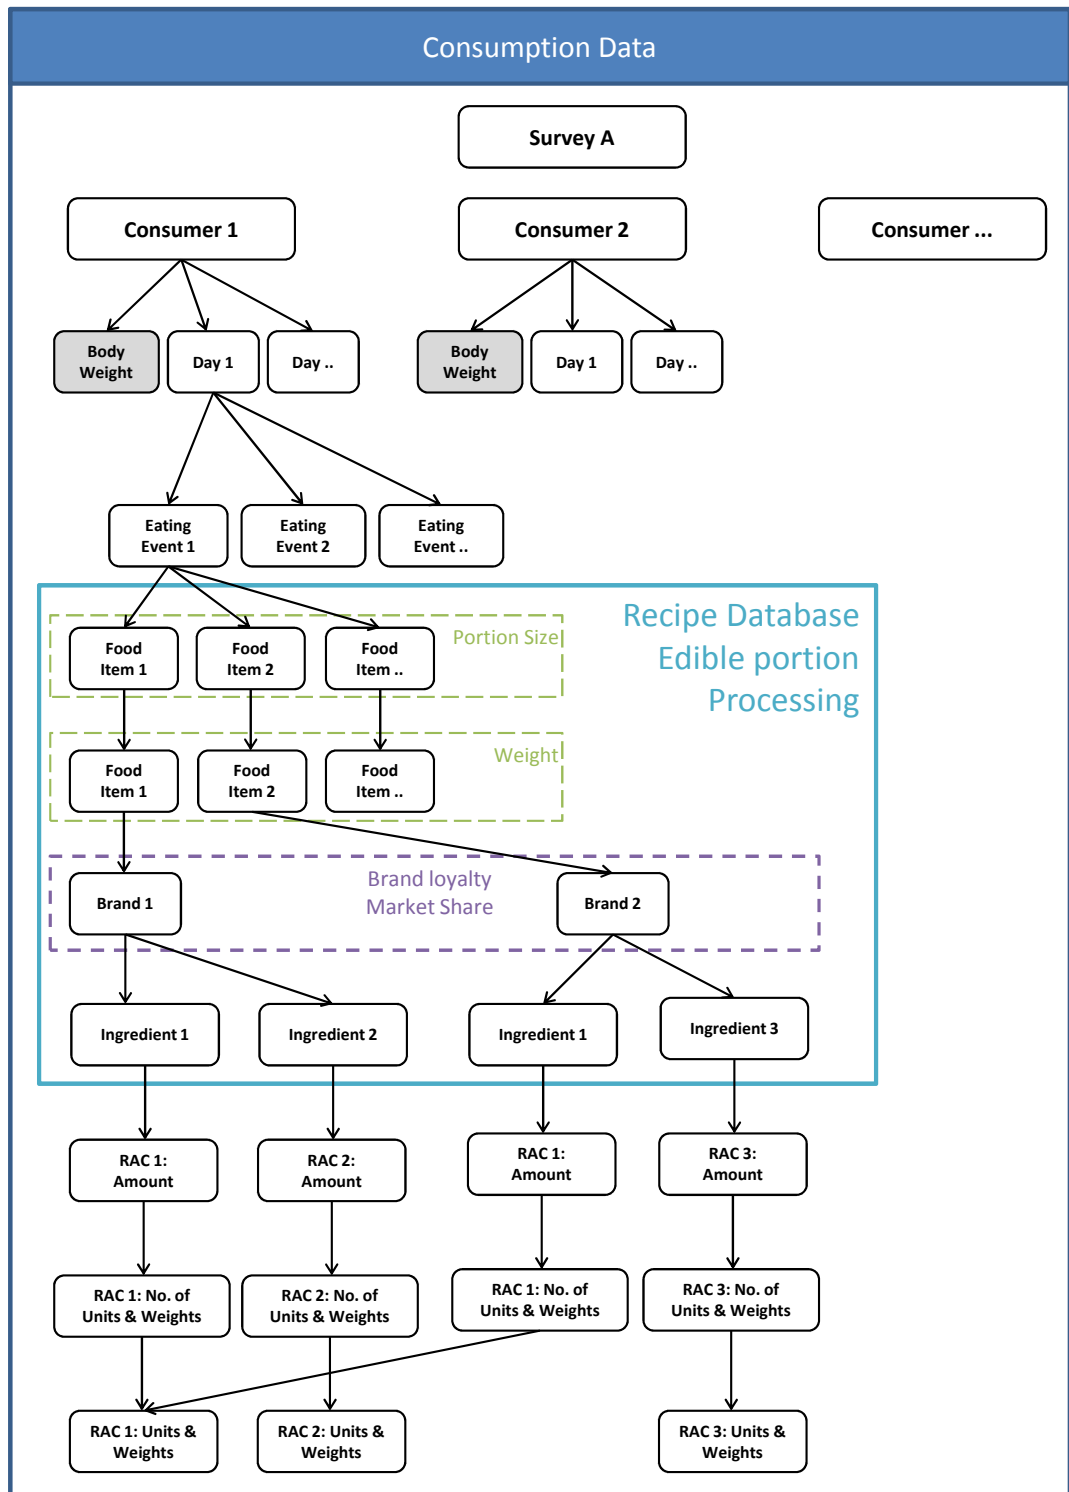 Consumption Data
Survey A
Consumer 1
Consumer 2
Consumer ...
Body
Weight
Day 1
Day ..
Body
Weight
Day 1
Day ..
Eating
Event 1
Eating
Event 2
Eating
Event ..
Recipe Database
Edible portion
Processing
Portion Size
Food
Item 1
Food
Item 2
Food
Item ..
Weight
Food
Item 1
Food
Item 2
Food
Item ..
Brand loyalty
Market Share
Brand 1
Brand 2
Ingredient 1
Ingredient 2
Ingredient 1
Ingredient 3
RAC 1:
Amount
RAC 2:
Amount
RAC 1:
Amount
RAC 3:
Amount
RAC 1: No. of
Units & Weights
RAC 2: No. of
Units & Weights
RAC 1: No. of
Units & Weights
RAC 3: No. of
Units & Weights
RAC 1: Units &
Weights
RAC 2: Units &
Weights
RAC 3: Units &
Weights